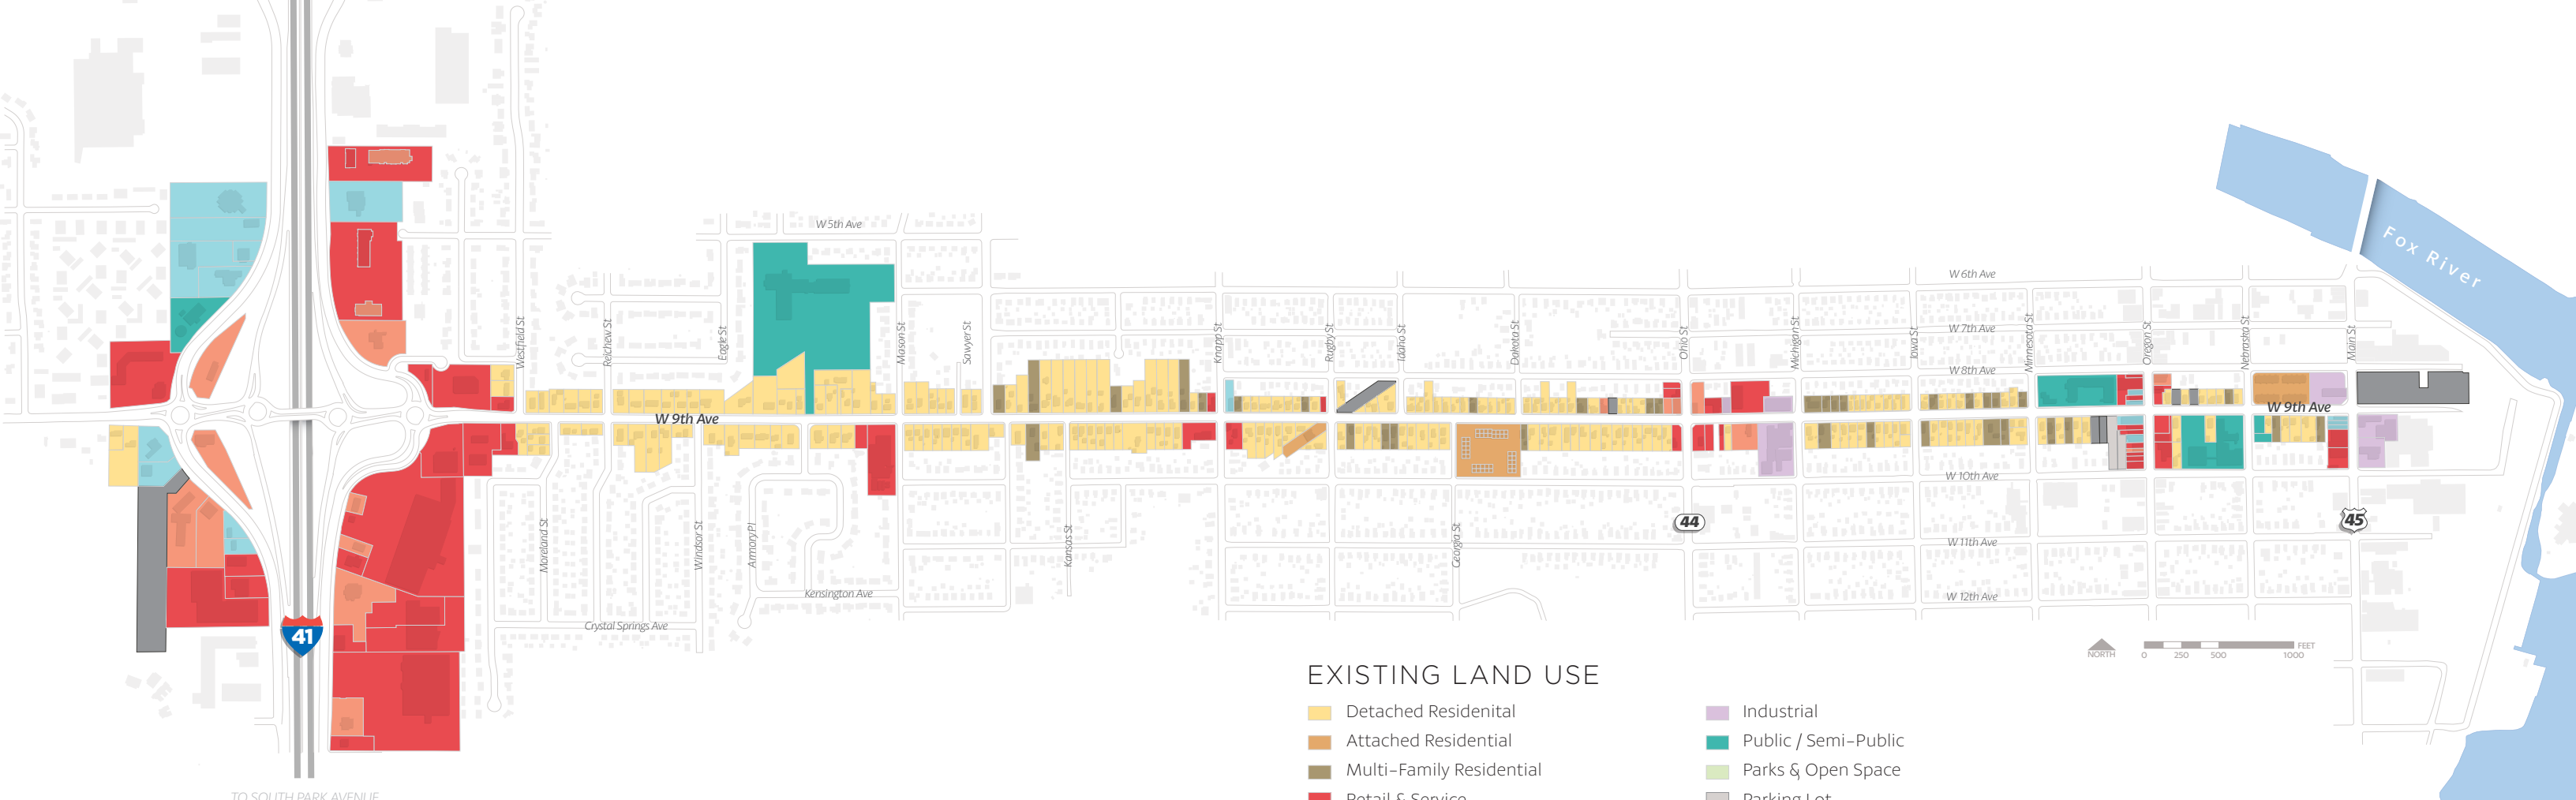 W 5th Ave
Fox River
W 6th Ave
W 7th Ave
W 8th Ave
Westfield St
Reichew St
Eagle St
Mason St
Sawyer St
Knapp St
Rugby St
Idaho St
Dakota St
Ohio St
Michigan St
Iowa St
Minnesota St
Oregon St
Nebraska St
Main St
W 9th Ave
W 9th Ave
W 10th Ave
44
45
Moreland St
Windsor St
Armory Pl
Kansas St
Georgia St
W 11th Ave
Kensington Ave
W 12th Ave
Crystal Springs Ave
41
NORTH
0 250 500 1000 FEET
EXISTING LAND USE
Detached Residenital
Attached Residential
Multi-Family Residential
Retail & Service
Industrial
Public / Semi-Public
Parks & Open Space
Parking Lot
TO SOUTH PARK AVENUE